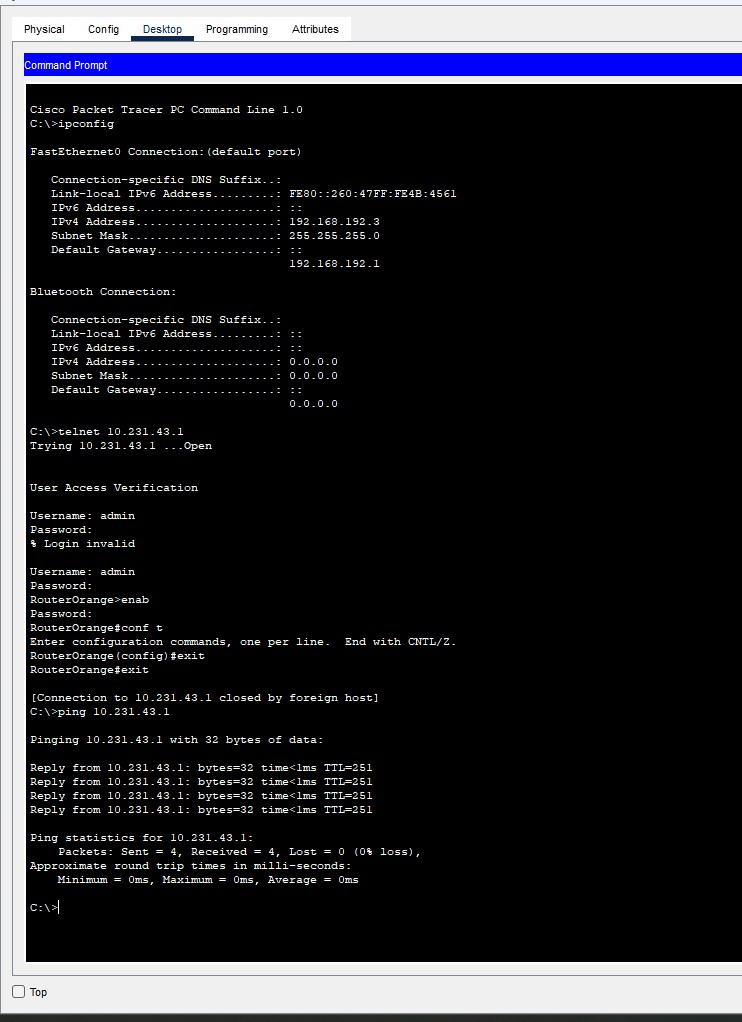 Physical Config Desktop Programming Attributes
Command Prompt
Cisco Packet Tracer PC Command Line 1.0
C:\>ipconfig
FastEthernet0 Connection:(default port)
Connection-specific DNS Suffix..:
Link-local IPv6 Address.........: FE80::260:47FF:FE4B:4561
IPv6 Address....................: ::
IPv4 Address....................: 192.168.192.3
Subnet Mask.....................: 255.255.255.0
Default Gateway.................: ::
192.168.192.1
Bluetooth Connection:
Connection-specific DNS Suffix..:
Link-local IPv6 Address.........: ::
IPv6 Address....................: ::
IPv4 Address....................: 0.0.0.0
Subnet Mask.....................: 0.0.0.0
Default Gateway.................: ::
0.0.0.0
C:\>telnet 10.231.43.1
Trying 10.231.43.1 ...Open
User Access Verification
Username: admin
Password:
% Login invalid
Username: admin
Password:
RouterOrange>enab
Password:
RouterOrange#conf t
Enter configuration commands, one per line.  End with CNTL/Z.
RouterOrange(config)#exit
RouterOrange#exit
[Connection to 10.231.43.1 closed by foreign host]
C:\>ping 10.231.43.1
Pinging 10.231.43.1 with 32 bytes of data:
Reply from 10.231.43.1: bytes=32 time<1ms TTL=251
Reply from 10.231.43.1: bytes=32 time<1ms TTL=251
Reply from 10.231.43.1: bytes=32 time<1ms TTL=251
Reply from 10.231.43.1: bytes=32 time<1ms TTL=251
Ping statistics for 10.231.43.1:
Packets: Sent = 4, Received = 4, Lost = 0 (0% loss),
Approximate round trip times in milli-seconds:
Minimum = 0ms, Maximum = 0ms, Average = 0ms
C:\>
Top